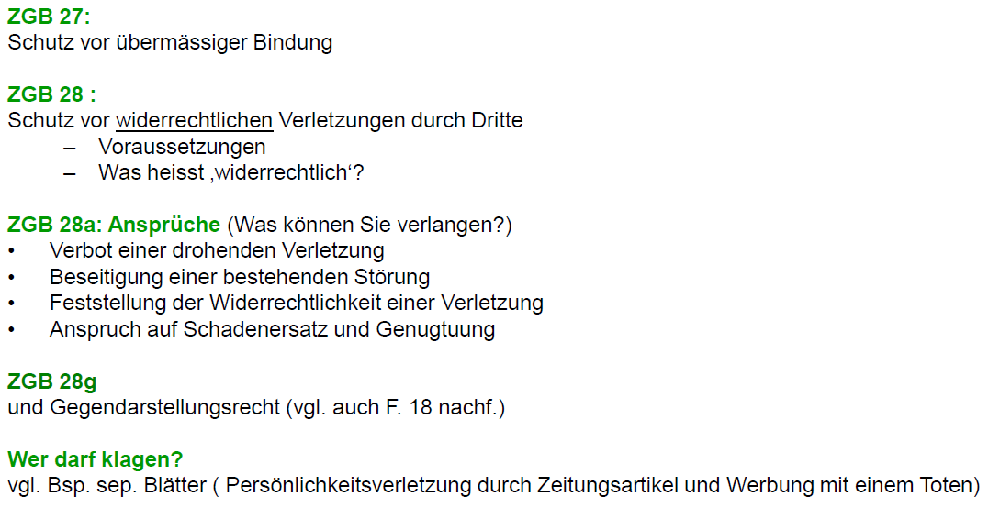 ZGB 27:
Schutz vor übermässiger Bindung
ZGB 28 :
Schutz vor widerrechtlichen Verletzungen durch Dritte
– Voraussetzungen
– Was heisst ‚widerrechtlich‘?
ZGB 28a: Ansprüche (Was können Sie verlangen?)
• Verbot einer drohenden Verletzung
• Beseitigung einer bestehenden Störung
• Feststellung der Widerrechtlichkeit einer Verletzung
• Anspruch auf Schadenersatz und Genugtuung
ZGB 28g
und Gegendarstellungsrecht (vgl. auch F. 18 nachf.)
Wer darf klagen?
vgl. Bsp. sep. Blätter ( Persönlichkeitsverletzung durch Zeitungsartikel und Werbung mit einem Toten)